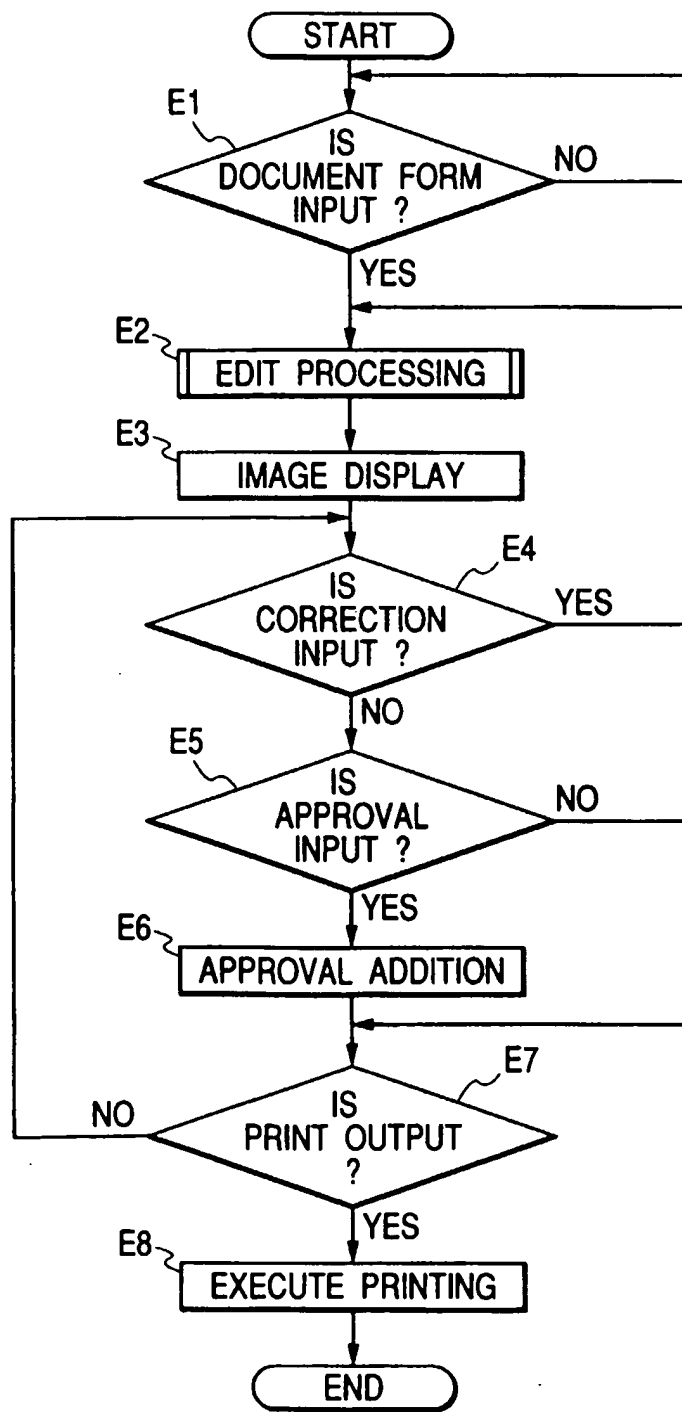 START
E1
IS
DOCUMENT FORM
INPUT ?
NO
YES
E2
EDIT PROCESSING
E3
IMAGE DISPLAY
E4
IS
CORRECTION
INPUT ?
YES
NO
E5
IS
APPROVAL
INPUT ?
NO
YES
E6
APPROVAL ADDITION
E7
NO
IS
PRINT OUTPUT
?
YES
E8
EXECUTE PRINTING
END